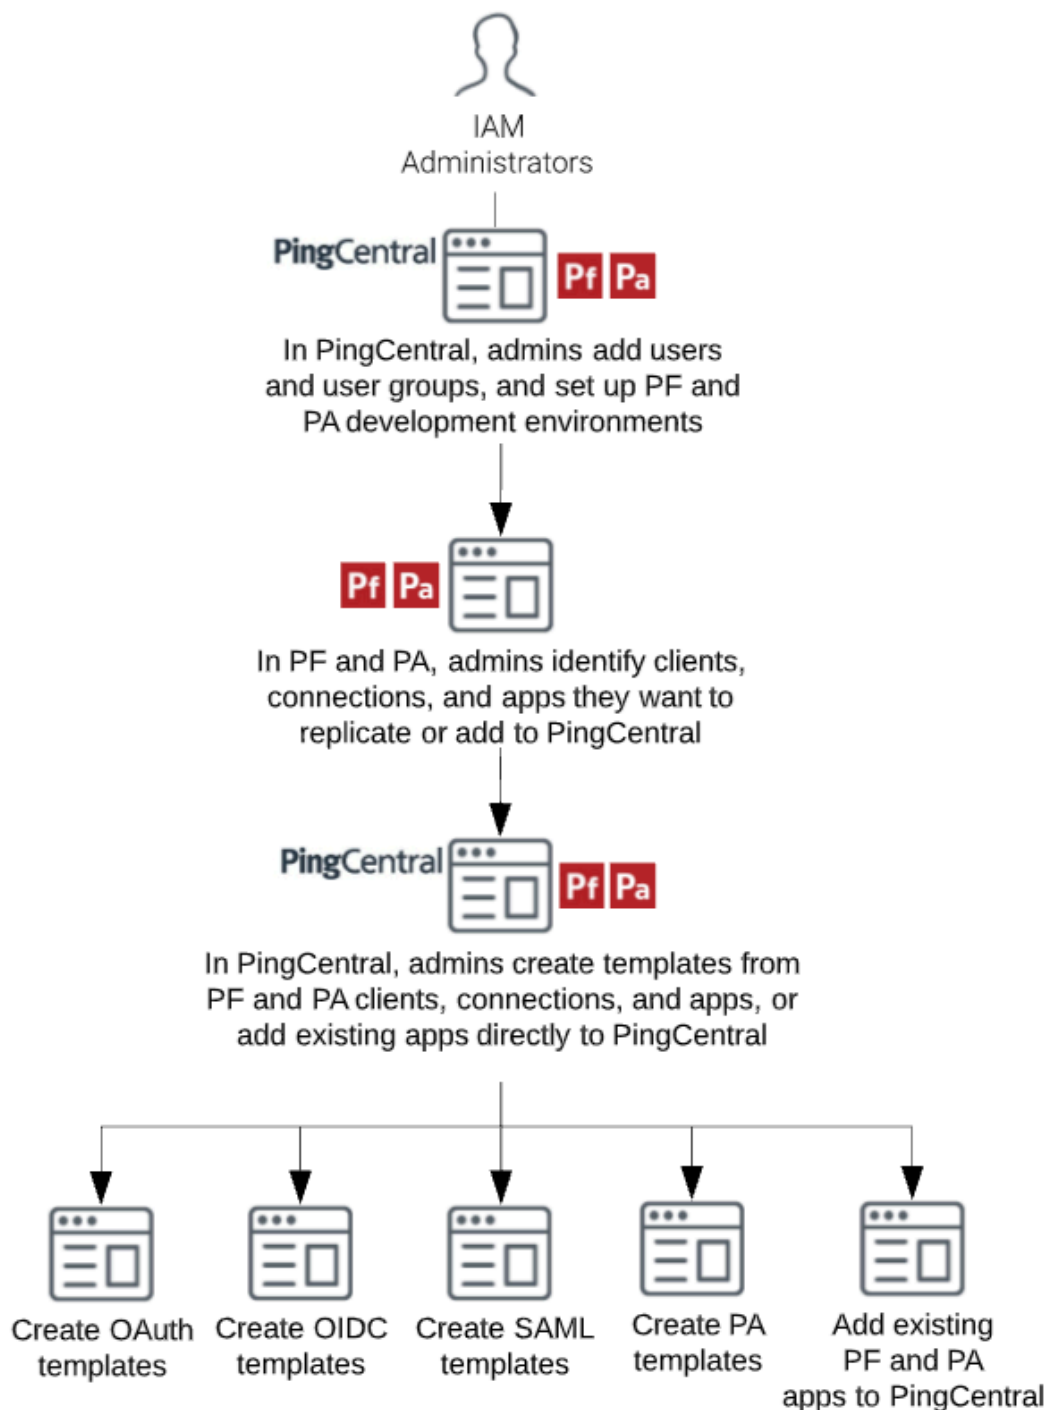 IAM
Administrators
PingCentral
Pf Pa
In PingCentral, admins add users
and user groups, and set up PF and
PA development environments
Pf Pa
In PF and PA, admins identify clients,
connections, and apps they want to
replicate or add to PingCentral
PingCentral
Pf Pa
In PingCentral, admins create templates from
PF and PA clients, connections, and apps, or
add existing apps directly to PingCentral
Create OAuth
templates
Create OIDC
templates
Create SAML
templates
Create PA
templates
Add existing
PF and PA
apps to PingCentral